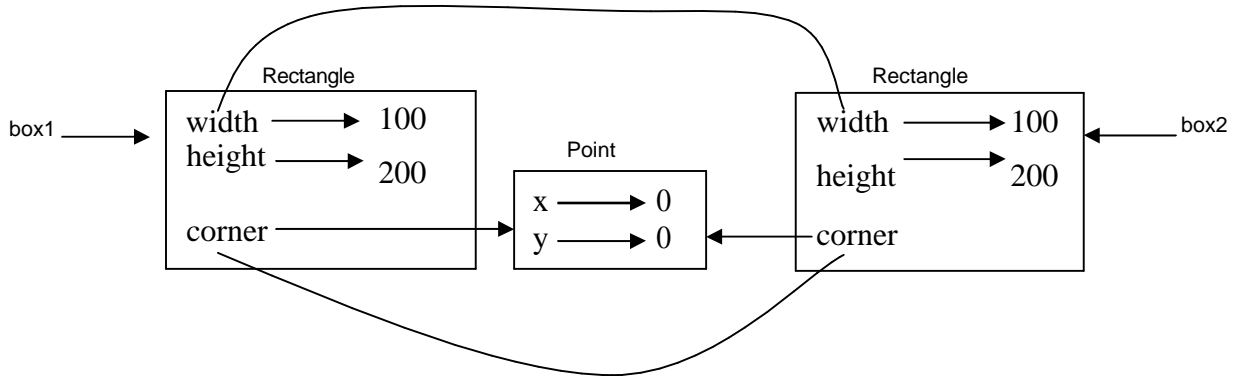 Rectangle
Rectangle
box1
width 100
height 200
corner
Point
x 0
y 0
width 100
height 200
corner
box2